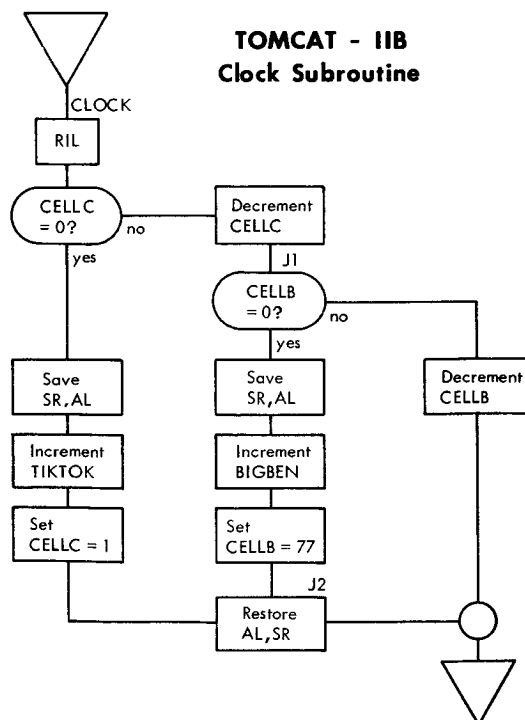 TOMCAT - IIB
Clock Subroutine
CLOCK
RIL
CELLC
= 0?
no
yes
Decrement
CELLC
J1
CELLB
= 0?
no
yes
Decrement
CELLB
Save
SR, AL
Save
SR, AL
Increment
TIKTOK
Increment
BIGBEN
Set
CELLC = 1
Set
CELLB = 77
J2
Restore
AL, SR